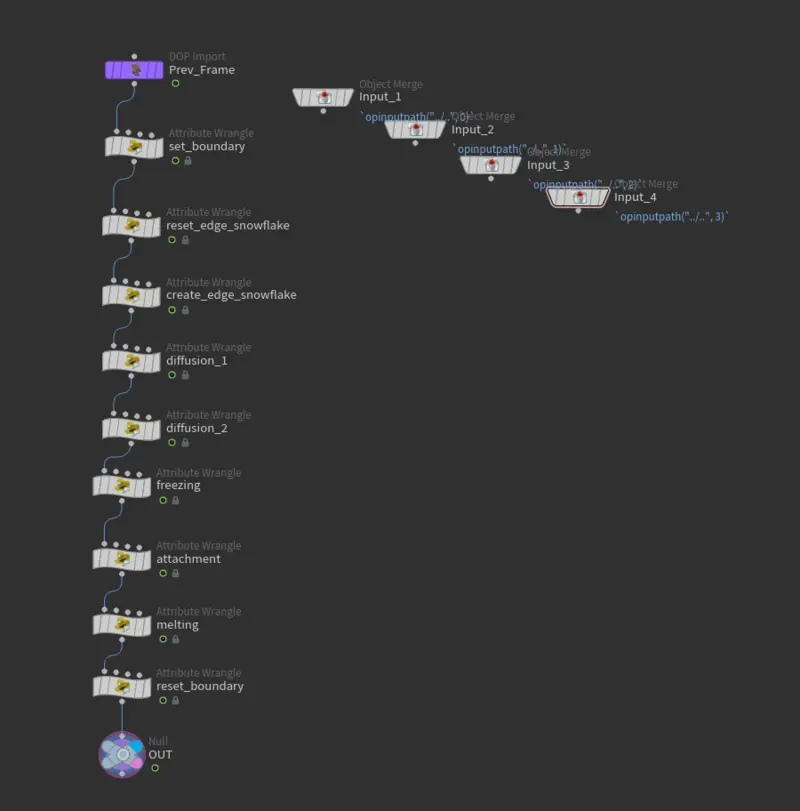 DOP Import
Prev_Frame
Object Merge
Input_1
`opinputpath("../..", 0)`
Object Merge
Input_2
`opinputpath("../..", 1)`
Object Merge
Input_3
`opinputpath("../..", 2)`
Object Merge
Input_4
`opinputpath("../..", 3)`
Attribute Wrangle
set_boundary
Attribute Wrangle
reset_edge_snowflake
Attribute Wrangle
create_edge_snowflake
Attribute Wrangle
diffusion_1
Attribute Wrangle
diffusion_2
Attribute Wrangle
freezing
Attribute Wrangle
attachment
Attribute Wrangle
melting
Attribute Wrangle
reset_boundary
Null
OUT